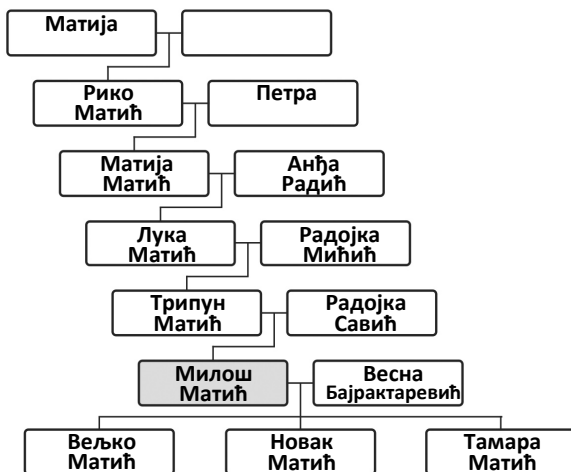 Матија
Рико
Матић
Петра
Матија
Матић
Анђа
Радић
Лука
Матић
Радојка
Мићић
Трипун
Матић
Радојка
Савић
Милош
Матић
Весна
Бајрактаревић
Вељко
Матић
Новак
Матић
Тамара
Матић